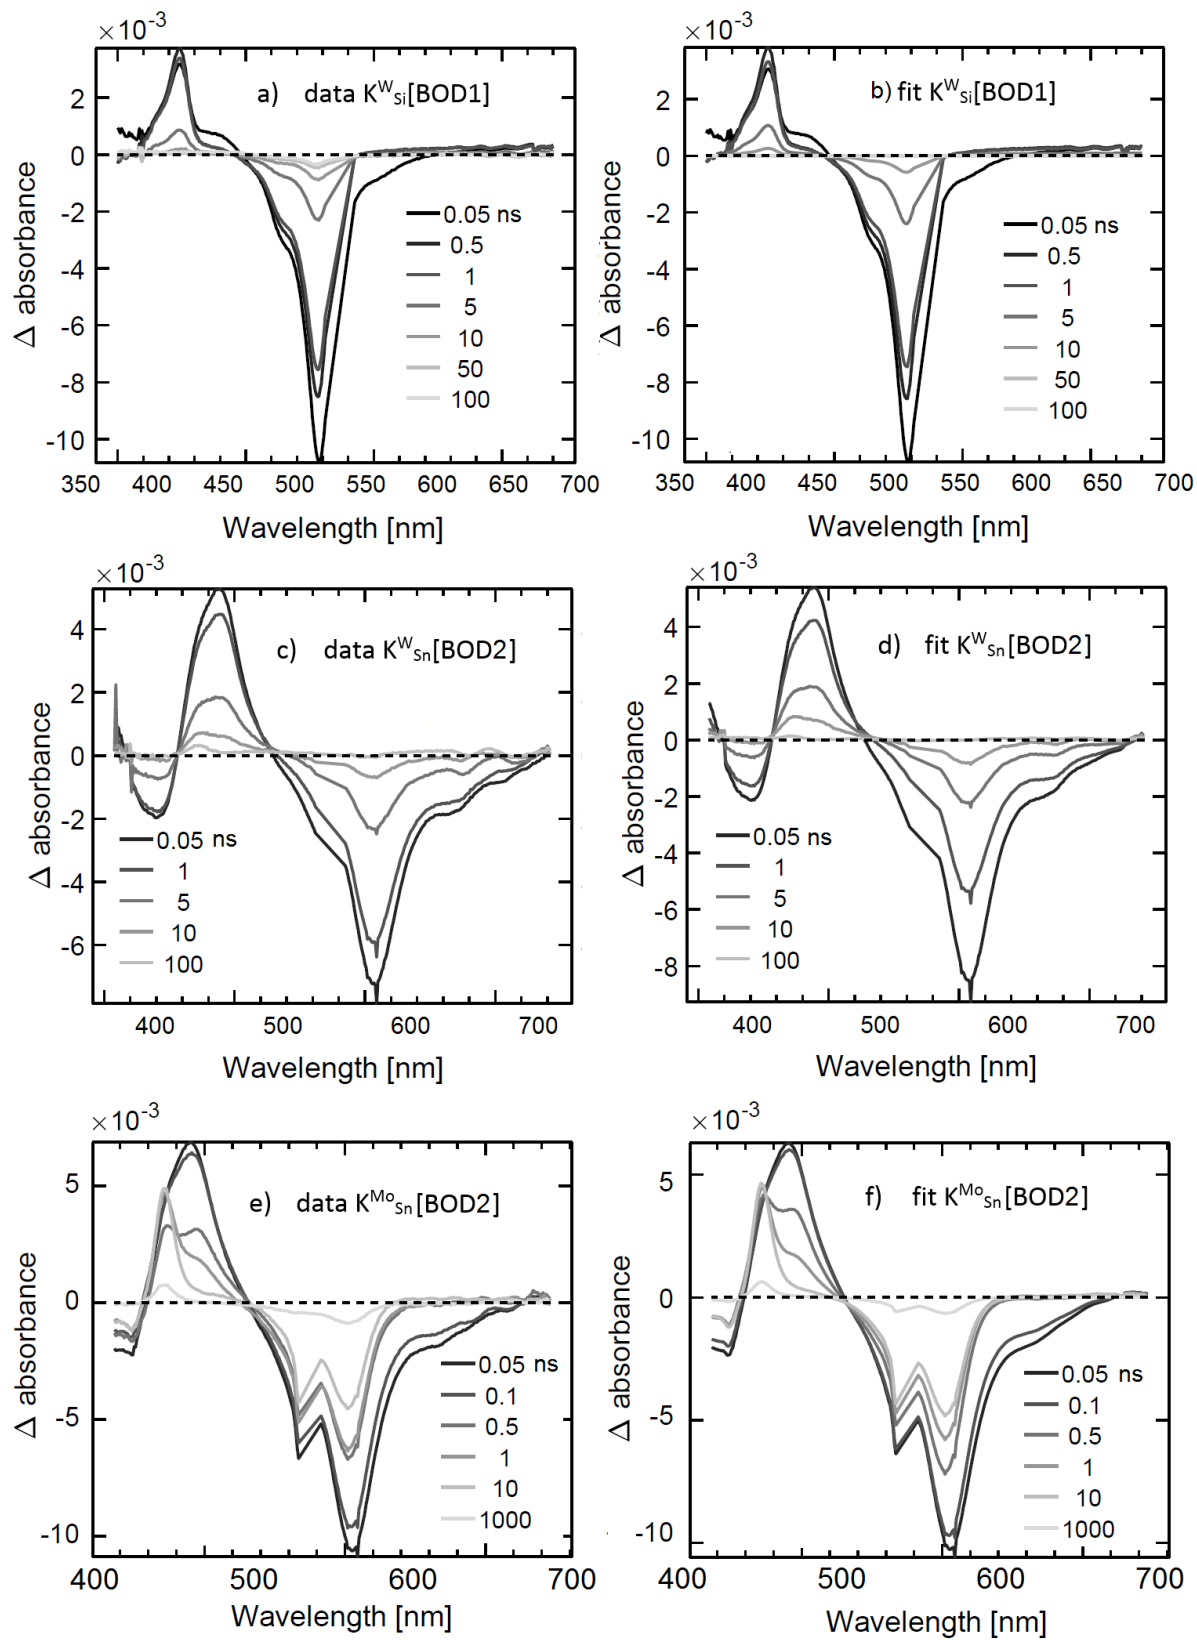 ×10⁻³
a) data Kᵂ_Si[BOD1]
2
0
-2
-4
-6
-8
-10
Δ absorbance
0.05 ns
0.5
1
5
10
50
100
350 400 450 500 550 600 650 700
Wavelength [nm]
×10⁻³
b) fit Kᵂ_Si[BOD1]
2
0
-2
-4
-6
-8
-10
Δ absorbance
0.05 ns
0.5
1
5
10
50
100
350 400 450 500 550 600 650 700
Wavelength [nm]
×10⁻³
c) data Kᵂ_Sn[BOD2]
4
2
0
-2
-4
-6
Δ absorbance
0.05 ns
1
5
10
100
400 500 600 700
Wavelength [nm]
×10⁻³
d) fit Kᵂ_Sn[BOD2]
4
2
0
-2
-4
-6
-8
Δ absorbance
0.05 ns
1
5
10
100
400 500 600 700
Wavelength [nm]
×10⁻³
e) data Kᴹᵒ_Sn[BOD2]
5
0
-5
-10
Δ absorbance
0.05 ns
0.1
0.5
1
10
1000
400 500 600 700
Wavelength [nm]
×10⁻³
f) fit Kᴹᵒ_Sn[BOD2]
5
0
-5
-10
Δ absorbance
0.05 ns
0.1
0.5
1
10
1000
400 500 600 700
Wavelength [nm]